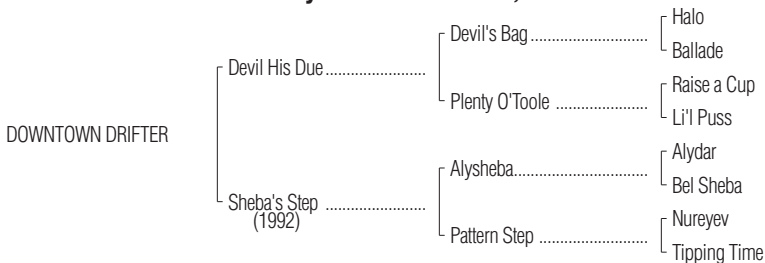 Halo
Devil's Bag
Ballade
Devil His Due
Raise a Cup
Plenty O'Toole
Li'l Puss
DOWNTOWN DRIFTER
Alydar
Alysheba
Bel Sheba
Sheba's Step
(1992)
Nureyev
Pattern Step
Tipping Time